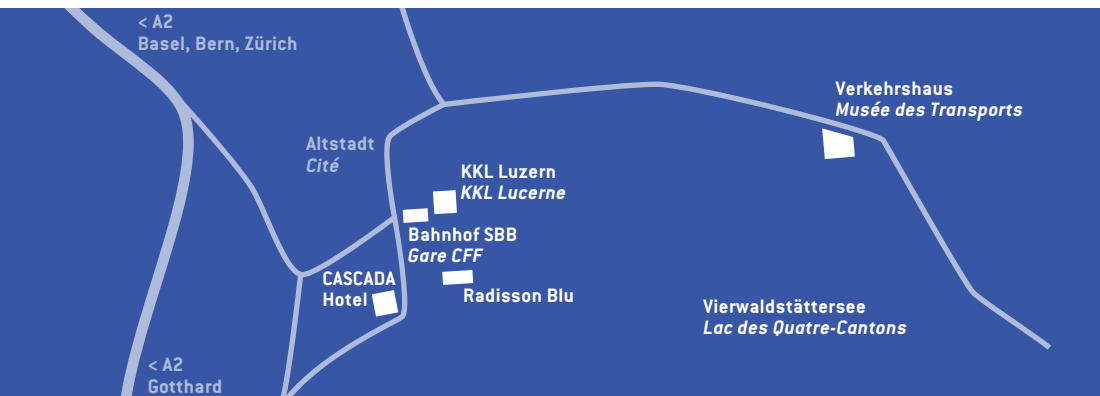 < A2
Basel, Bern, Zürich
Verkehrshaus
Musée des Transports
Altstadt
Cité
KKL Luzern
KKL Lucerne
Bahnhof SBB
Gare CFF
CASCADA
Hotel
Radisson Blu
Vierwaldstättersee
Lac des Quatre-Cantons
< A2
Gotthard